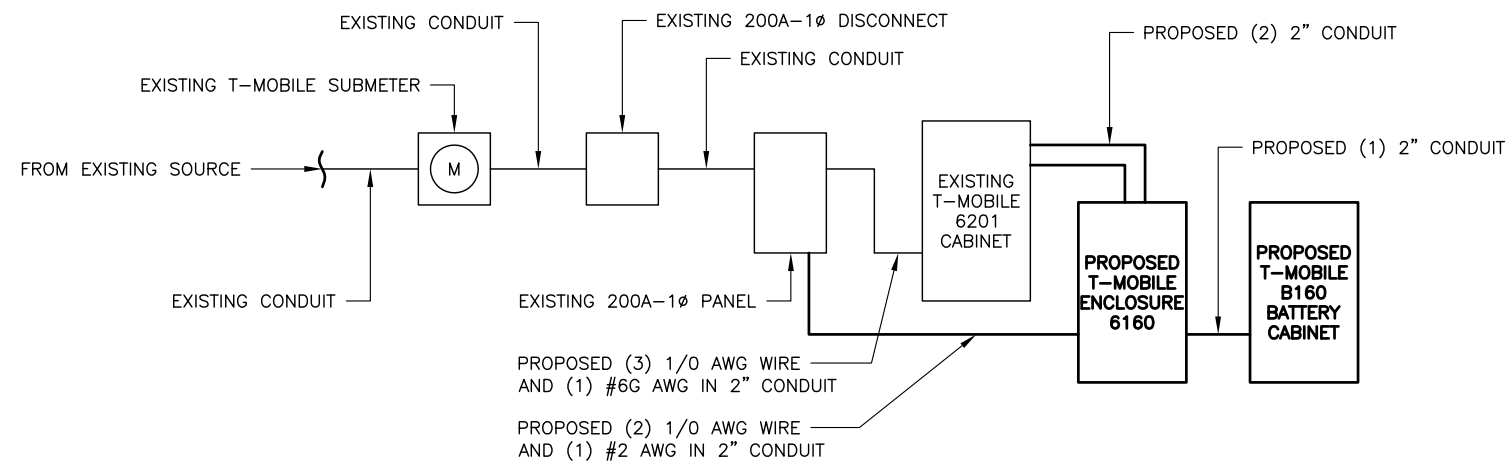 EXISTING CONDUIT
EXISTING 200A-1ø DISCONNECT
PROPOSED (2) 2" CONDUIT
EXISTING CONDUIT
EXISTING T-MOBILE SUBMETER
FROM EXISTING SOURCE
M
PROPOSED (1) 2" CONDUIT
EXISTING
T-MOBILE
6201
CABINET
PROPOSED
T-MOBILE
ENCLOSURE
6160
PROPOSED
T-MOBILE
B160
BATTERY
CABINET
EXISTING CONDUIT
EXISTING 200A-1ø PANEL
PROPOSED (3) 1/0 AWG WIRE
AND (1) #6G AWG IN 2" CONDUIT
PROPOSED (2) 1/0 AWG WIRE
AND (1) #2 AWG IN 2" CONDUIT